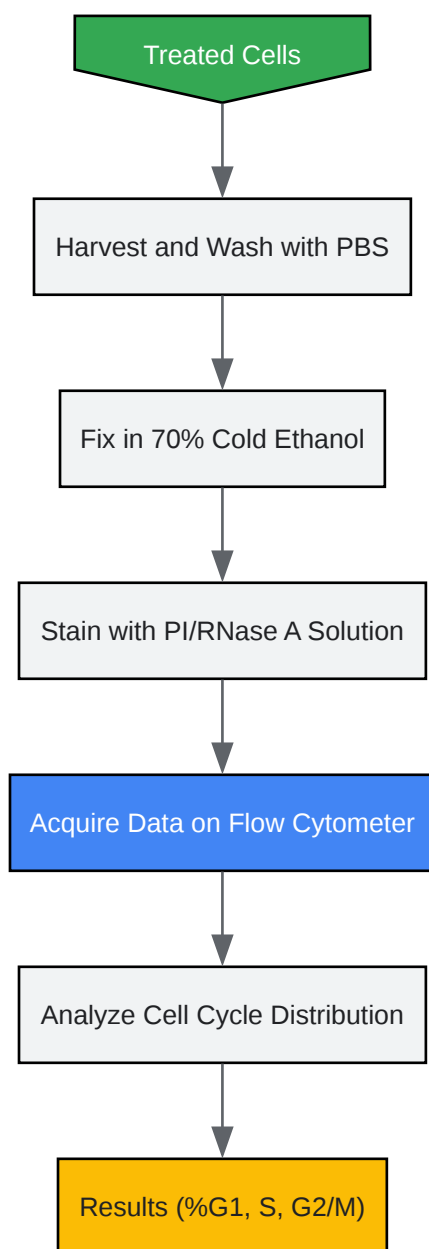 Treated Cells
Harvest and Wash with PBS
Fix in 70% Cold Ethanol
Stain with PI/RNase A Solution
Acquire Data on Flow Cytometer
Analyze Cell Cycle Distribution
Results (%G1, S, G2/M)